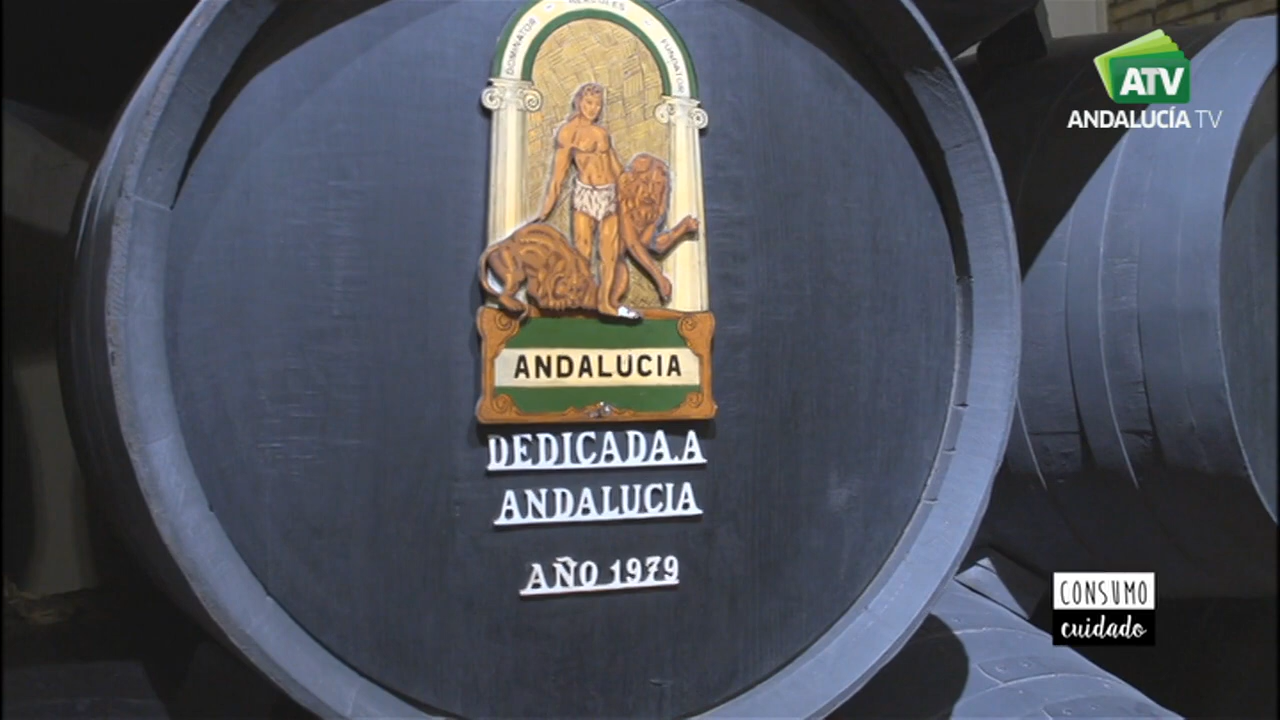 DOMINATOR HERCULES FUNDATOR
ATV
ANDALUCÍA TV
ANDALUCIA
DEDICADA.A
ANDALUCIA
AÑO 1979
CONSUMO
cuidado